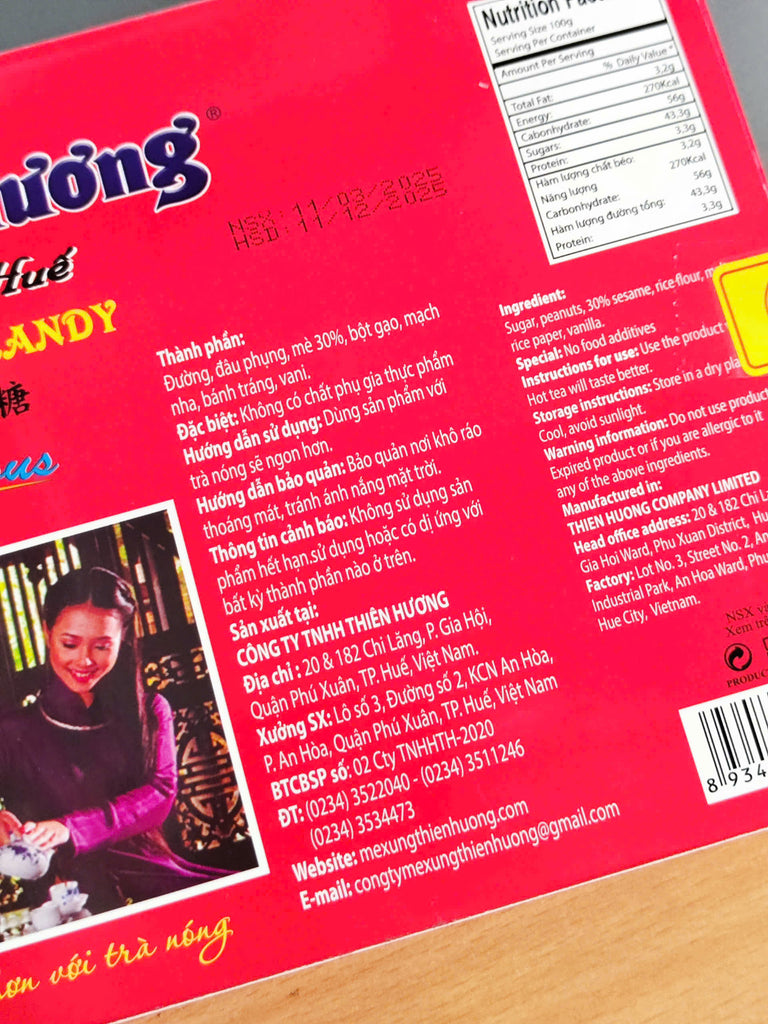 Nutrition
Serving Size 100g
Serving Per Container
Amount Per Serving
% Daily Value*
Total Fat: 3,2g
Energy: 270Kcal
Cabonhydrate: 56g
Sugars: 43,3g
Protein: 3,3g
Hàm lượng chất béo: 3,2g
Năng lượng 270Kcal
Carbonhydrate: 56g
Hàm lượng đường tổng: 43,3g
Protein: 3,3g
ương®
Huế
ANDY
糖
NSX: 11/03/2025
HSD: 11/12/2025
Thành phần:
Đường, đâu phụng, mè 30%, bột gạo, mạch
nha, bánh tráng, vani.
Đặc biệt: Không có chất phụ gia thực phẩm
Hướng dẫn sử dụng: Dùng sản phẩm với
trà nóng sẽ ngon hơn.
Hướng dẫn bảo quản: Bảo quản nơi khô ráo
thoáng mát, tránh ánh nắng mặt trời.
Thông tin cảnh báo: Không sử dụng sản
phẩm hết hạn.sử dụng hoặc có dị ứng với
bất kỳ thành phần nào ở trên.
Sản xuất tại:
CÔNG TY TNHH THIÊN HƯƠNG
Địa chỉ : 20 & 182 Chi Lăng, P. Gia Hội,
Quận Phú Xuân, TP. Huế, Việt Nam.
Xưởng SX: Lô số 3, Đường số 2, KCN An Hòa,
P. An Hòa, Quận Phú Xuân, TP. Huế, Việt Nam
BTCBSP số: 02 Cty TNHHTH-2020
ĐT: (0234) 3522040 - (0234) 3511246
(0234) 3534473
Website: mexungthienhuong.com
E-mail: congtymexungthienhuong@gmail.com
Ingredient:
Sugar, peanuts, 30% sesame, rice flour,
rice paper, vanilla.
Special: No food additives
Instructions for use: Use the product
Hot tea will taste better.
Storage instructions: Store in a dry
Cool, avoid sunlight.
Warning information: Do not use product
Expired product or if you are allergic to it
any of the above ingredients.
Manufactured in:
THIEN HUONG COMPANY LIMITED
Head office address: 20 & 182 Chi
Gia Hoi Ward, Phu Xuan District,
Factory: Lot No. 3, Street No. 2,
Industrial Park, An Hoa Ward,
Hue City, Vietnam.
NSX
Xem
8 934
ơn với trà nóng